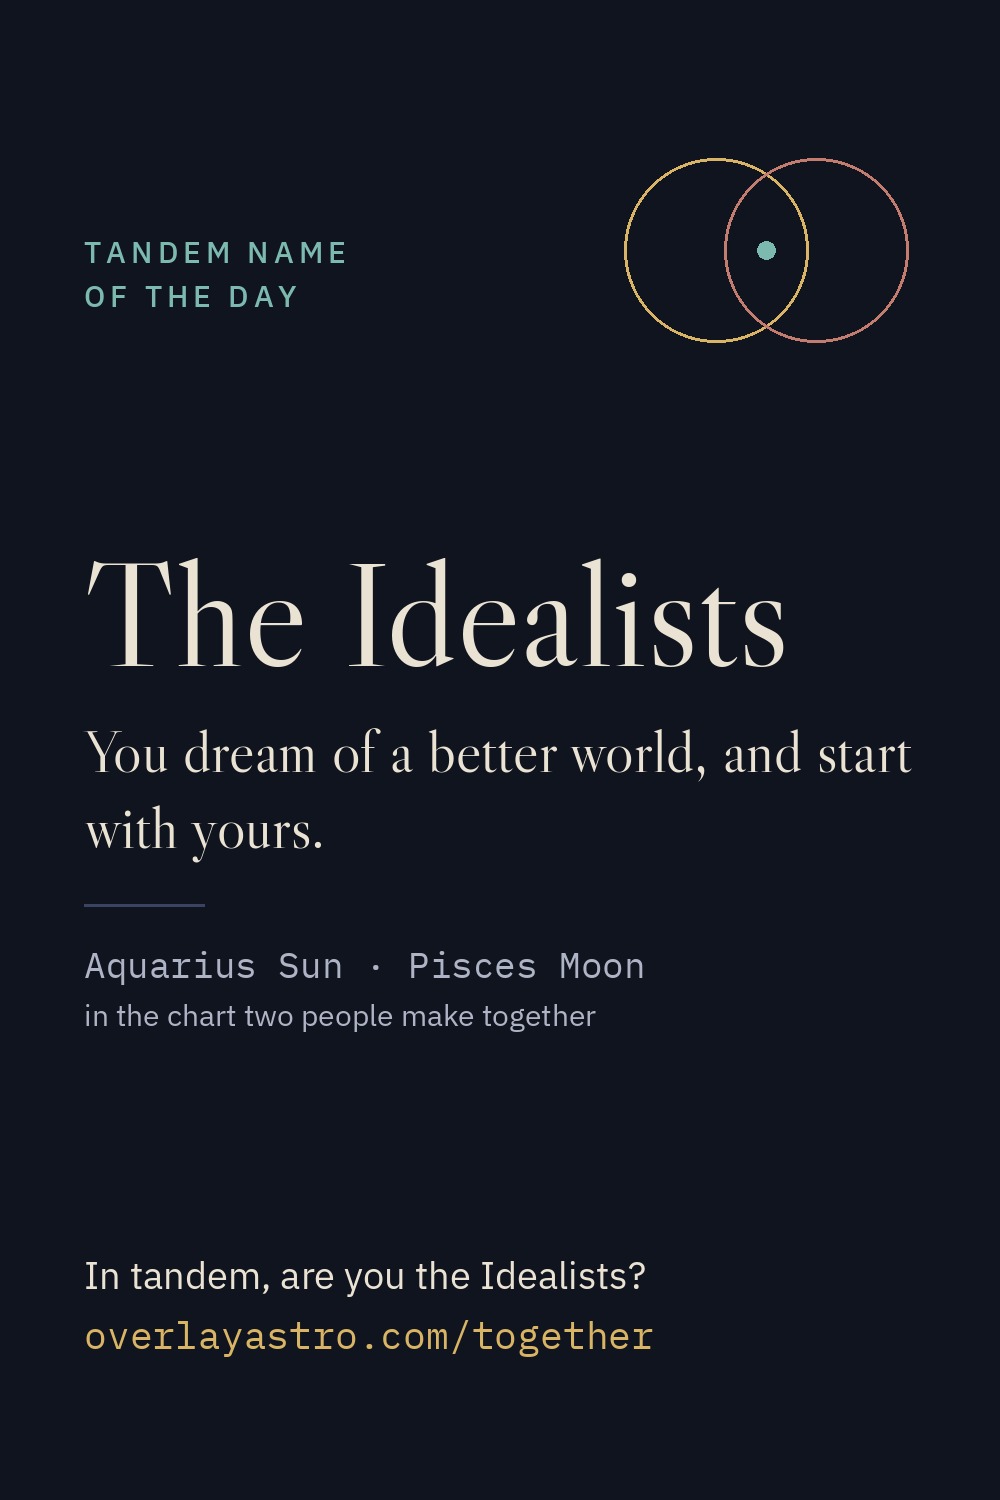 TANDEM NAME
OF THE DAY
The Idealists
You dream of a better world, and start
with yours.
Aquarius Sun · Pisces Moon
in the chart two people make together
In tandem, are you the Idealists?
overlayastro.com/together